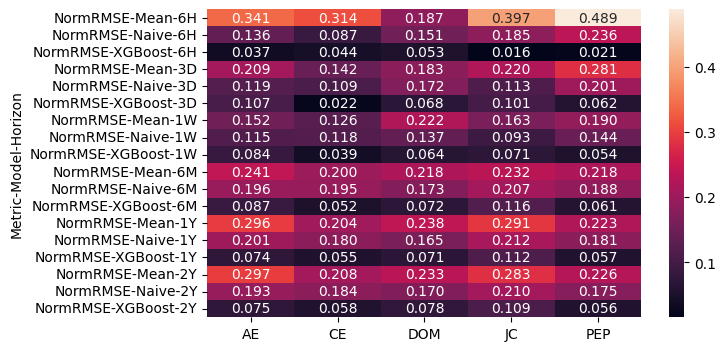 Metric-Model-Horizon
NormRMSE-Mean-6H 0.341 0.314 0.187 0.397 0.489
NormRMSE-Naive-6H 0.136 0.087 0.151 0.185 0.236
NormRMSE-XGBoost-6H 0.037 0.044 0.053 0.016 0.021
NormRMSE-Mean-3D 0.209 0.142 0.183 0.220 0.281
NormRMSE-Naive-3D 0.119 0.109 0.172 0.113 0.201
NormRMSE-XGBoost-3D 0.107 0.022 0.068 0.101 0.062
NormRMSE-Mean-1W 0.152 0.126 0.222 0.163 0.190
NormRMSE-Naive-1W 0.115 0.118 0.137 0.093 0.144
NormRMSE-XGBoost-1W 0.084 0.039 0.064 0.071 0.054
NormRMSE-Mean-6M 0.241 0.200 0.218 0.232 0.218
NormRMSE-Naive-6M 0.196 0.195 0.173 0.207 0.188
NormRMSE-XGBoost-6M 0.087 0.052 0.072 0.116 0.061
NormRMSE-Mean-1Y 0.296 0.204 0.238 0.291 0.223
NormRMSE-Naive-1Y 0.201 0.180 0.165 0.212 0.181
NormRMSE-XGBoost-1Y 0.074 0.055 0.071 0.112 0.057
NormRMSE-Mean-2Y 0.297 0.208 0.233 0.283 0.226
NormRMSE-Naive-2Y 0.193 0.184 0.170 0.210 0.175
NormRMSE-XGBoost-2Y 0.075 0.058 0.078 0.109 0.056
AE CE DOM JC PEP
0.4
0.3
0.2
0.1